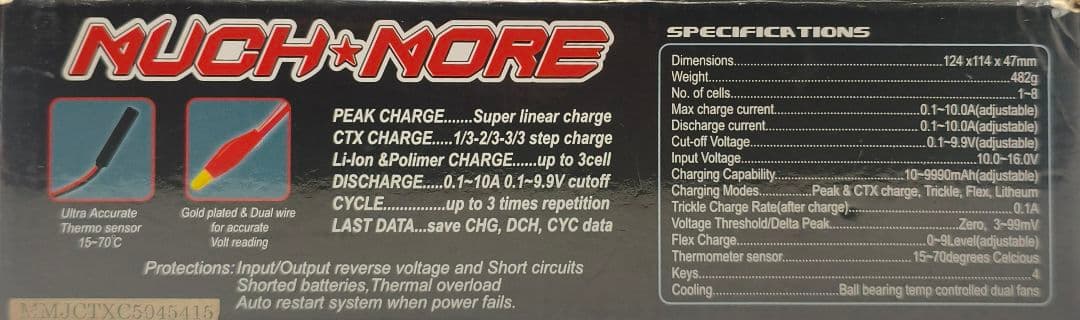 MUCH★MORE
Ultra Accurate
Thermo sensor
15~70°C
Gold plated & Dual wire
for accurate
Volt reading
PEAK CHARGE.......Super linear charge
CTX CHARGE.....1/3-2/3-3/3 step charge
Li-Ion &Polimer CHARGE......up to 3cell
DISCHARGE.....0.1~10A 0.1~9.9V cutoff
CYCLE..............up to 3 times repetition
LAST DATA...save CHG, DCH, CYC data
Protections: Input/Output reverse voltage and Short circuits
Shorted batteries, Thermal overload
Auto restart system when power fails.
MMJCTXC5945415
SPECIFICATIONS
Dimensions...............124 x114 x 47mm
Weight...............482g
No. of cells...............1~8
Max charge current...............0.1~10.0A(adjustable)
Discharge current...............0.1~10.0A(adjustable)
Cut-off Voltage...............0.1~9.9V(adjustable)
Input Voltage...............10.0~16.0V
Charging Capability...............10~9990mAh(adjustable)
Charging Modes...............Peak & CTX charge, Trickle, Flex, Litheum
Trickle Charge Rate(after charge)...............0.1A
Voltage Threshold/Delta Peak...............Zero, 3~99mV
Flex Charge...............0~9Level(adjustable)
Thermometer sensor...............15~70degrees Celcious
Keys...............4
Cooling...............Ball bearing temp controlled dual fans